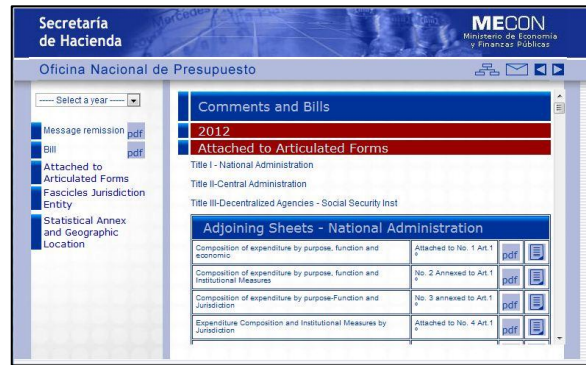 Secretaría
de Hacienda
MECON
Ministerio de Economía
y Finanzas Públicas
Oficina Nacional de Presupuesto
----- Select a year -----
Message remission pdf
Bill pdf
Attached to
Articulated Forms
Fascicles Jurisdiction
Entity
Statistical Annex
and Geographic
Location
Comments and Bills
2012
Attached to Articulated Forms
Title I - National Administration
Title II-Central Administration
Title III-Decentralized Agencies - Social Security Inst
Adjoining Sheets - National Administration
Composition of expenditure by purpose, function and
economic
Attached to No. 1 Art.1
º
pdf
Composition of expenditure by purpose, function and
Institutional Measures
No. 2 Annexed to Art.1
º
pdf
Composition of expenditure by purpose-Function and
Jurisdiction
No. 3 annexed to Art.1
º
pdf
Expenditure Composition and Institutional Measures by
Jurisdiction
Attached to No. 4 Art.1
º
pdf